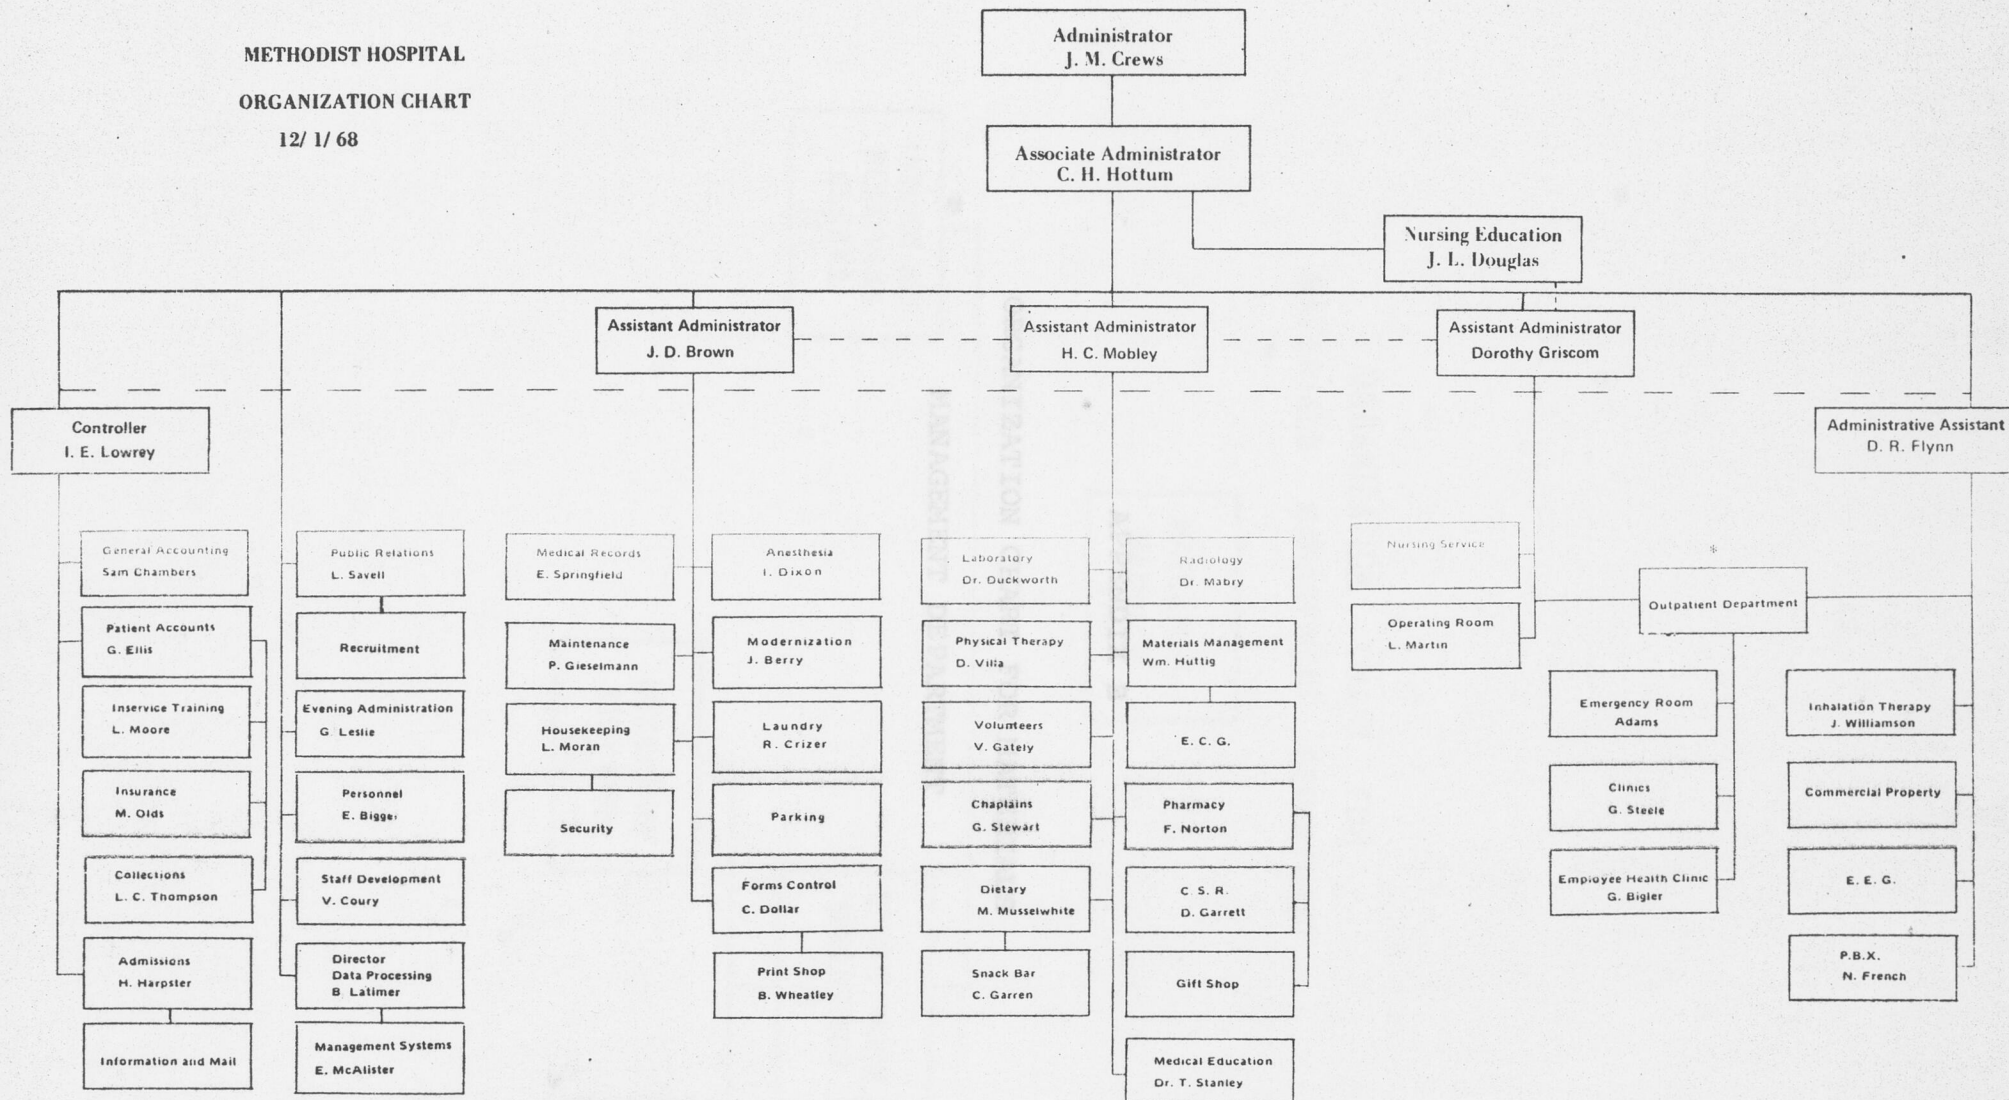 METHODIST HOSPITAL
ORGANIZATION CHART
12/ 1/ 68
Administrator
J. M. Crews
Associate Administrator
C. H. Hottum
Nursing Education
J. L. Douglas
Assistant Administrator
J. D. Brown
Assistant Administrator
H. C. Mobley
Assistant Administrator
Dorothy Griscom
Controller
I. E. Lowrey
Administrative Assistant
D. R. Flynn
General Accounting
Sam Chambers
Patient Accounts
G. Ellis
Inservice Training
L. Moore
Insurance
M. Olds
Collections
L. C. Thompson
Admissions
H. Harpster
Information and Mail
Public Relations
L. Savell
Recruitment
Evening Administration
G. Leslie
Personnel
E.
Staff Development
V. Coury
Director
Data Processing
B. Latimer
Management Systems
E. McAlister
Medical Records
E. Springfield
Maintenance
P. Gieselmann
Housekeeping
L. Moran
Security
Anesthesia
I. Dixon
Modernization
J. Berry
Laundry
R. Crizer
Parking
Forms Control
C. Dollar
Print Shop
B. Wheatley
Laboratory
Dr. Duckworth
Physical Therapy
D. Villa
Volunteers
V. Gately
Chaplains
G. Stewart
Dietary
M. Musselwhite
Snack Bar
C. Garren
Radiology
Dr. Mabry
Materials Management
Wm. Huttig
E. C. G.
Pharmacy
F. Norton
C. S. R.
D. Garrett
Gift Shop
Medical Education
Dr. T. Stanley
Nursing Service
Operating Room
L. Martin
*
Outpatient Department
Emergency Room
Adams
Clinics
G. Steele
Employee Health Clinic
G. Bigler
Inhalation Therapy
J. Williamson
Commercial Property
E. E. G.
P.B.X.
N. French